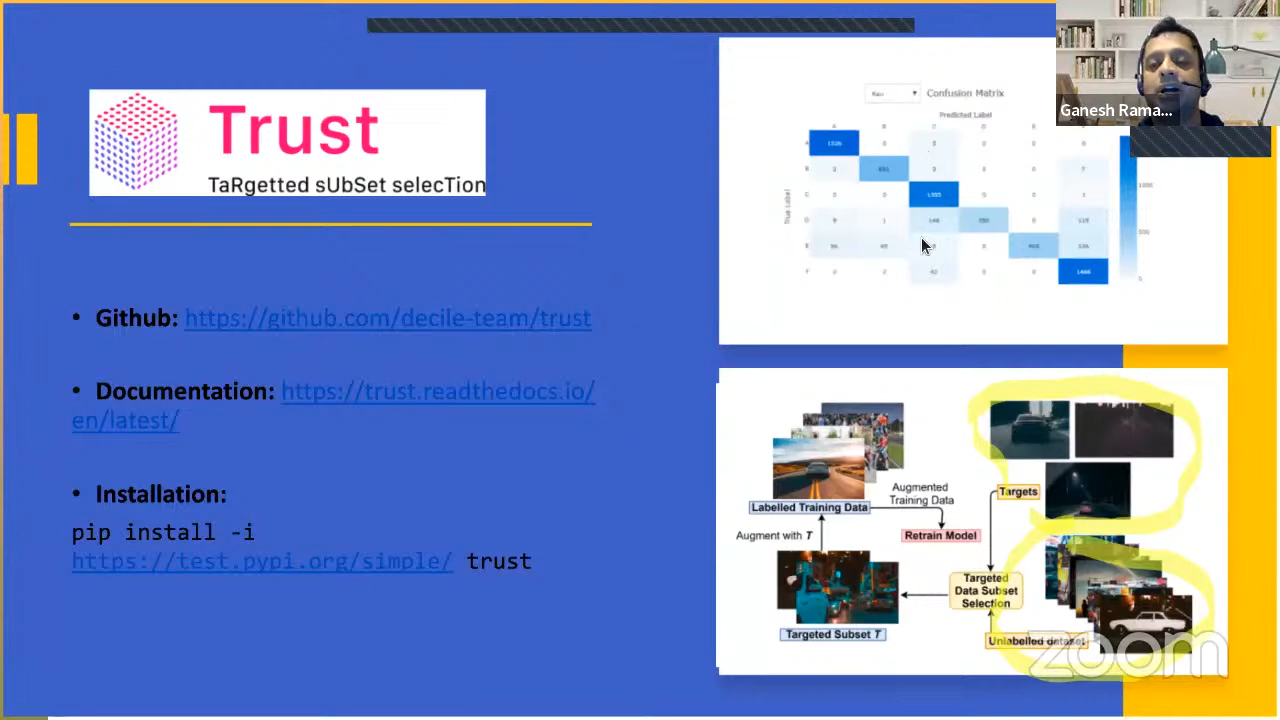 Trust
TaRgetted sUbSet selecTion
• Github: https://github.com/decile-team/trust
• Documentation: https://trust.readthedocs.io/
en/latest/
• Installation:
pip install -i
https://test.pypi.org/simple/ trust
Confusion Matrix
Predicted Label
True Label
Ganesh Rama...
Labelled Training Data
Augmented
Training Data
Targets
Retrain Model
Augment with T
Targeted
Data Subset
Selection
Targeted Subset T
Unlabelled dataset
zoom